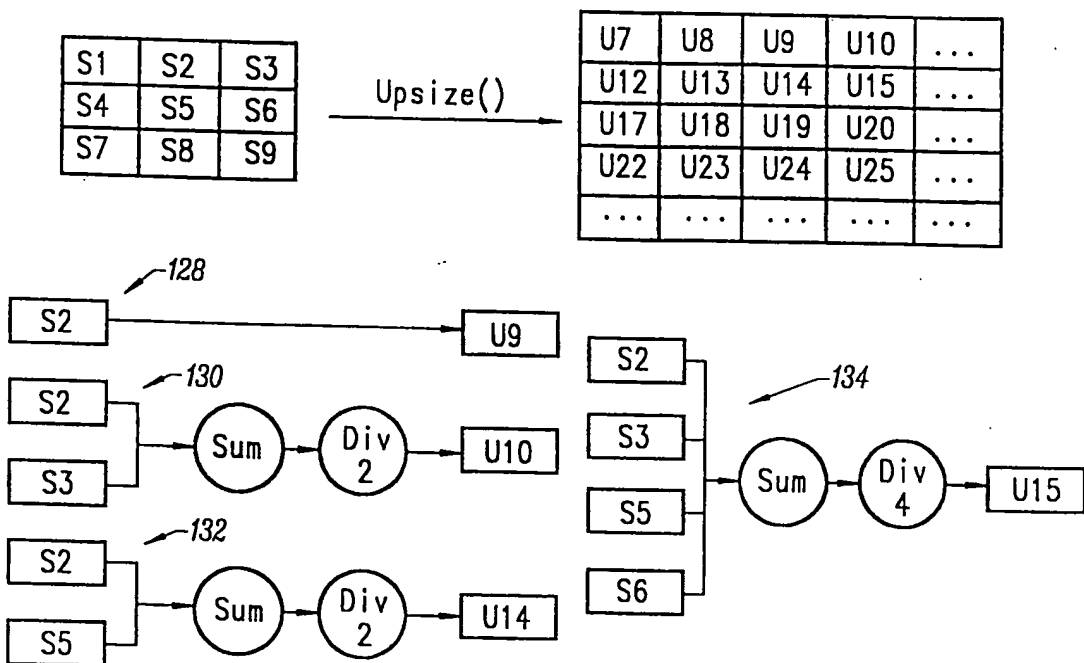 S1 S2 S3
S4 S5 S6
S7 S8 S9
Upsize()
U7 U8 U9 U10 ...
U12 U13 U14 U15 ...
U17 U18 U19 U20 ...
U22 U23 U24 U25 ...
... ... ... ... ...
128
S2 U9
130
S2
S3
Sum Div 2 U10
132
S2
S5
Sum Div 2 U14
134
S2
S3
S5
S6
Sum Div 4 U15